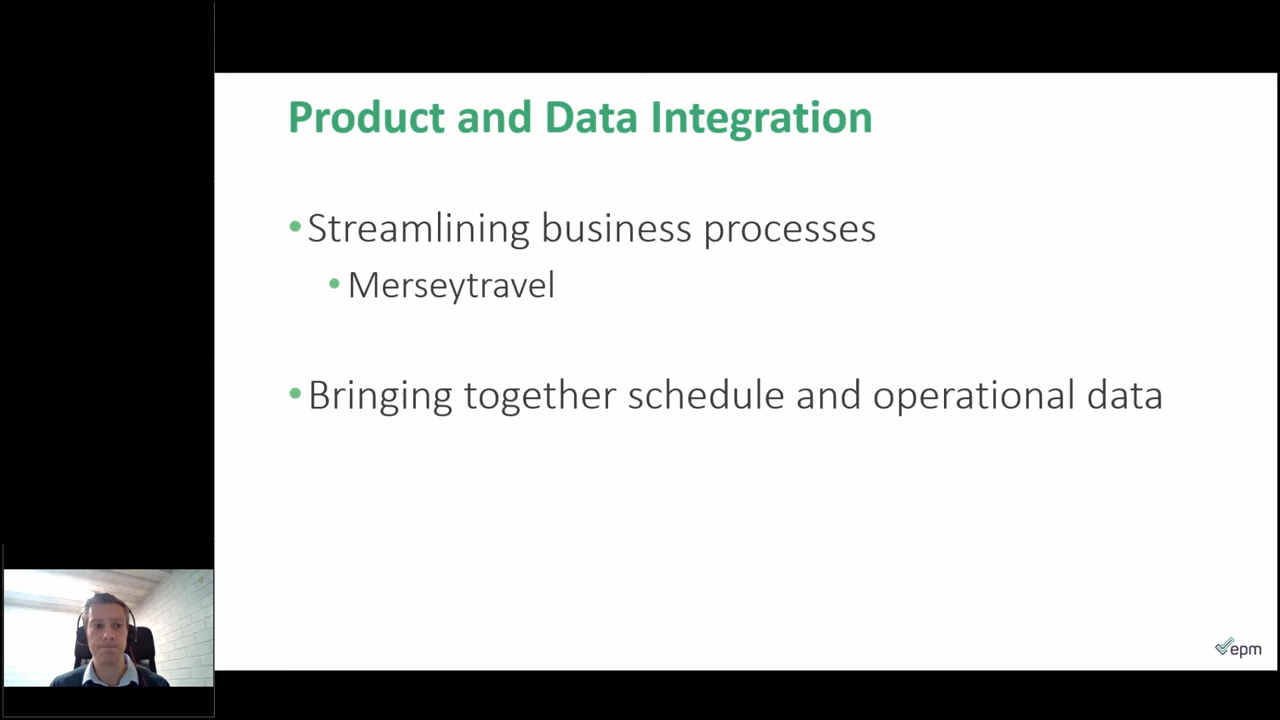 Product and Data Integration
•Streamlining business processes
•Merseytravel
•Bringing together schedule and operational data
epm